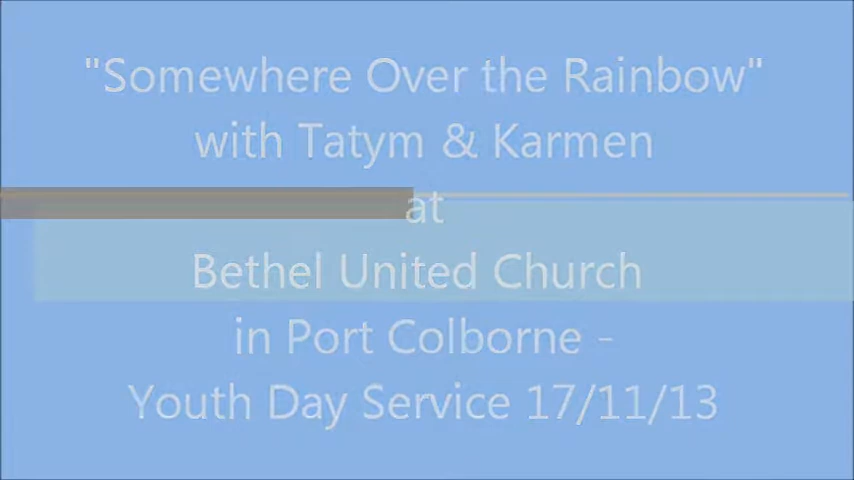 "Somewhere Over the Rainbow"
with Tatym & Karmen
at
Bethel United Church
in Port Colborne -
Youth Day Service 17/11/13